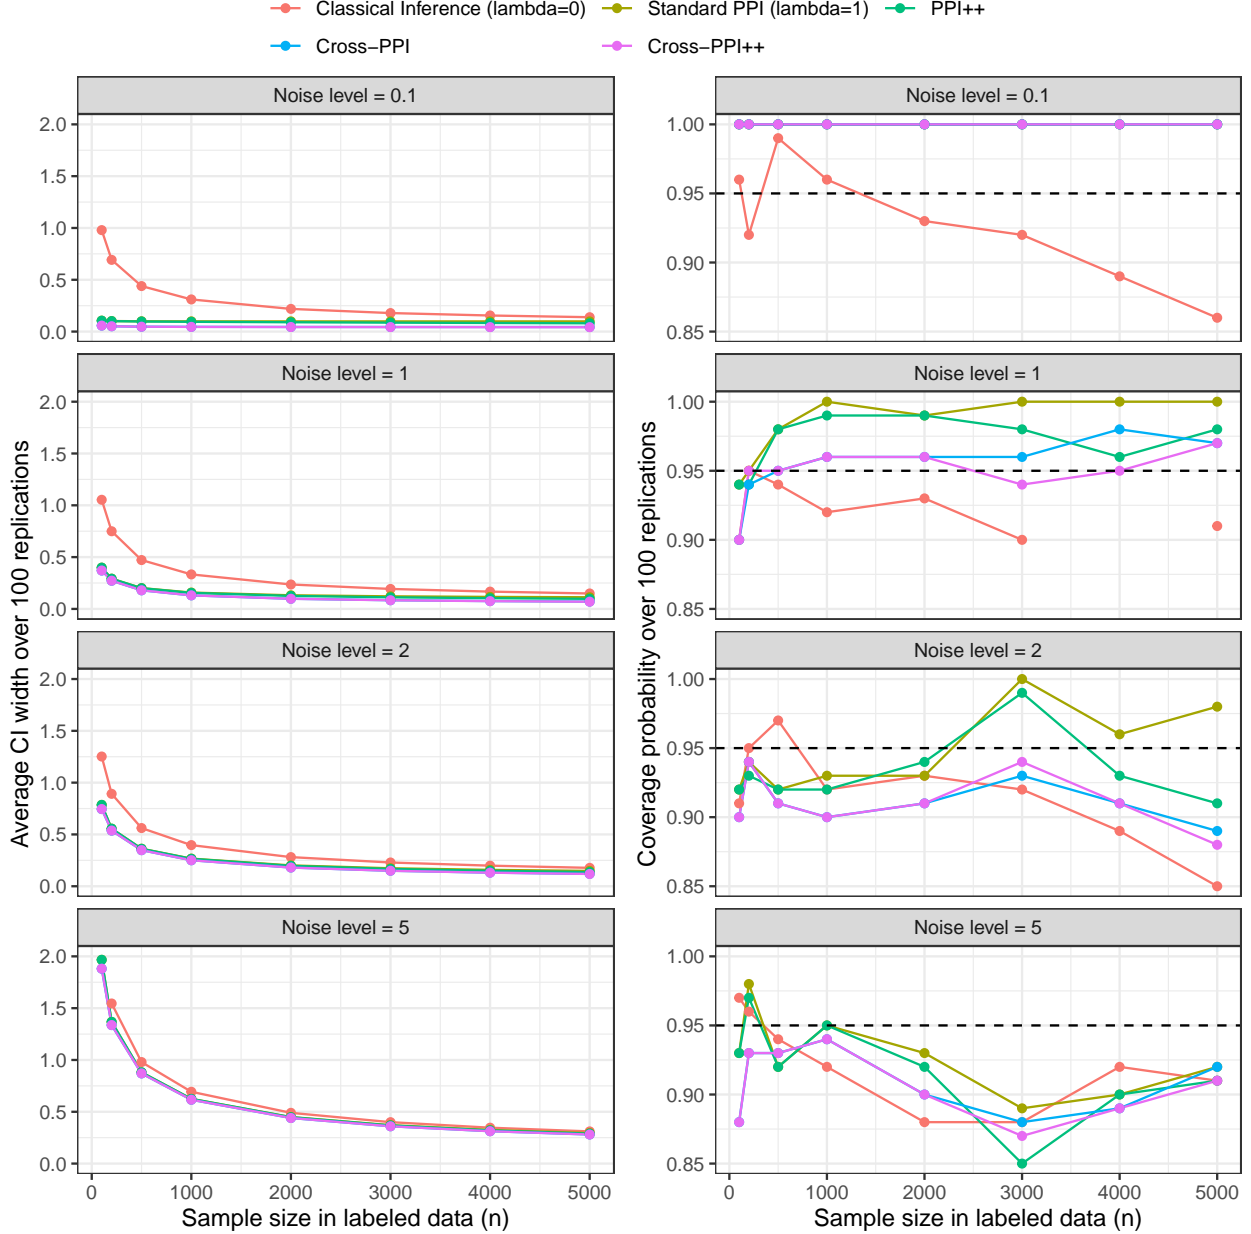 Classical Inference (lambda=0)
Standard PPI (lambda=1)
PPI++
Cross−PPI
Cross−PPI++
Average CI width over 100 replications
Noise level = 0.1
2.0
1.5
1.0
0.5
0.0
Noise level = 1
2.0
1.5
1.0
0.5
0.0
Noise level = 2
2.0
1.5
1.0
0.5
0.0
Noise level = 5
2.0
1.5
1.0
0.5
0.0
0 1000 2000 3000 4000 5000
Sample size in labeled data (n)
Coverage probability over 100 replications
Noise level = 0.1
1.00
0.95
0.90
0.85
Noise level = 1
1.00
0.95
0.90
0.85
Noise level = 2
1.00
0.95
0.90
0.85
Noise level = 5
1.00
0.95
0.90
0.85
0 1000 2000 3000 4000 5000
Sample size in labeled data (n)